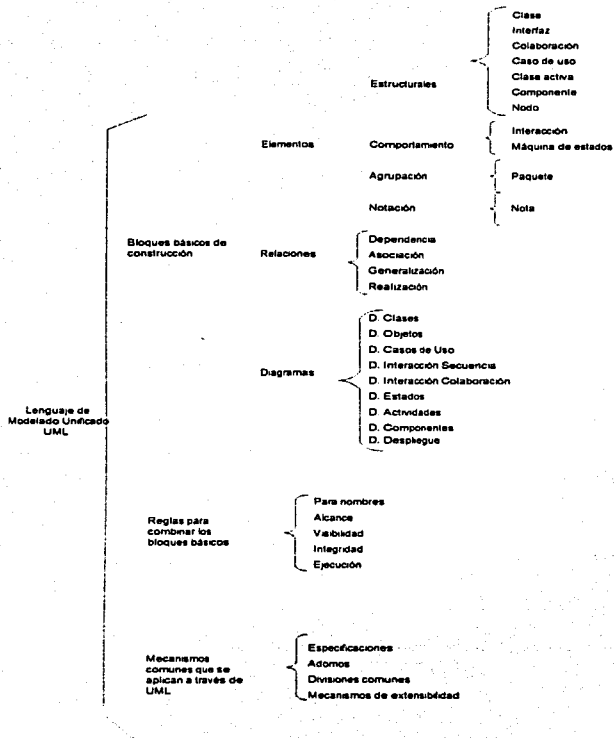 Clase
Interfaz
Colaboración
Caso de uso
Estructurales
Clase activa
Componente
Nodo
Elementos
Comportamiento
Interacción
Máquina de estados
Agrupación
Paquete
Notación
Nota
Bloques básicos de
construcción
Relaciones
Dependencia
Asociación
Generalización
Realización
Diagramas
D. Clases
D. Objetos
D. Casos de Uso
D. Interacción Secuencia
D. Interacción Colaboración
D. Estados
D. Actividades
D. Componentes
D. Despliegue
Lenguaje de
Modelado Unificado
UML
Reglas para
combinar los
bloques básicos
Para nombres
Alcance
Visibilidad
Integridad
Ejecución
Mecanismos
comunes que se
aplican a través de
UML
Especificaciones
Adornos
Divisiones comunes
Mecanismos de extensibilidad